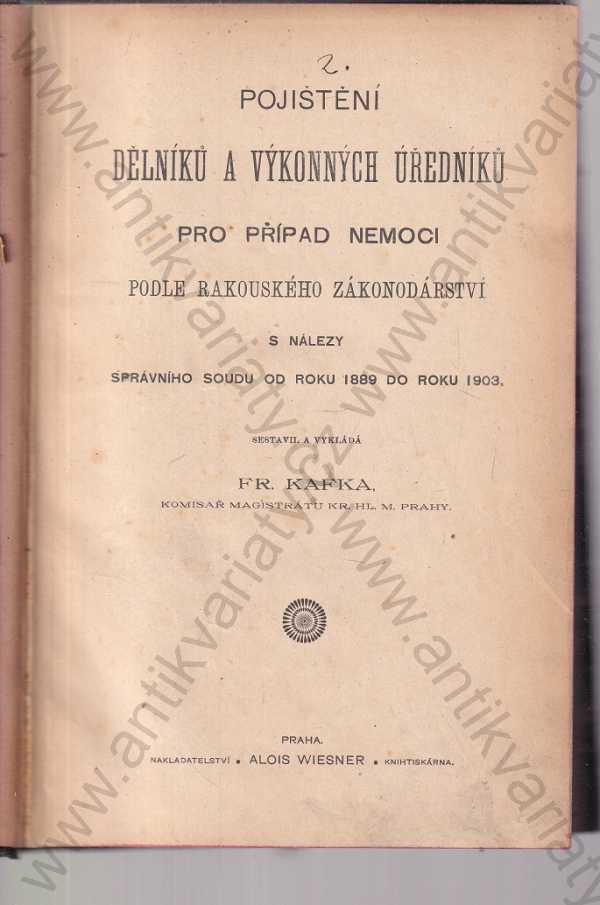 2.
POJIŠTĚNÍ
DĚLNÍKŮ A VÝKONNÝCH ÚŘEDNÍKŮ
PRO PŘÍPAD NEMOCI
PODLE RAKOUSKÉHO ZÁKONODÁRSTVÍ
S NÁLEZY
SPRÁVNÍHO SOUDU OD ROKU 1889 DO ROKU 1903.
SESTAVIL A VYKLÁDÁ
FR. KAFKA,
KOMISAŘ MAGISTRÁTU KR. HL. M. PRAHY.
PRAHA.
NAKLADATELSTVÍ • ALOIS WIESNER • KNIHTISKÁRNA.
www.antikvariaty.cz www.antikvariaty
www.antikvariaty.cz www.antikvariaty